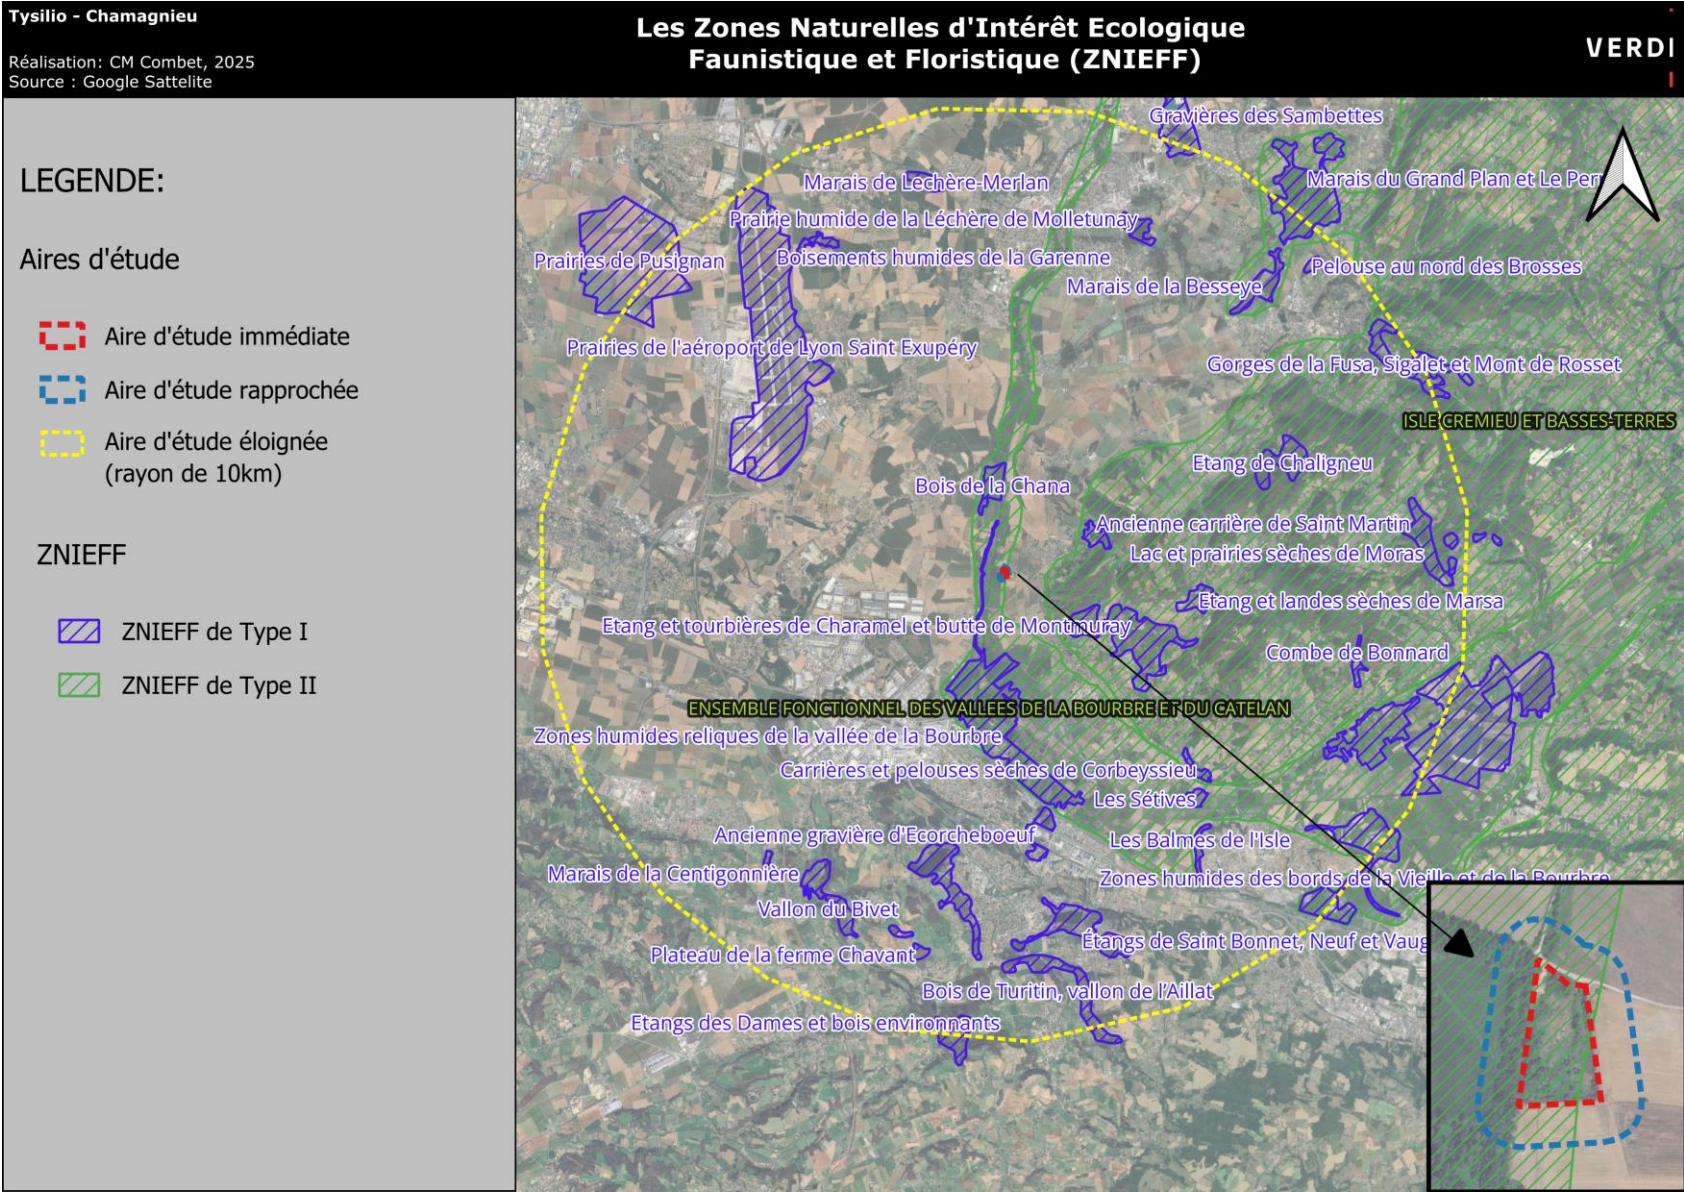 Tysilio - Chamagnieu
Réalisation: CM Combet, 2025
Source : Google Sattelite
Les Zones Naturelles d'Intérêt Ecologique
Faunistique et Floristique (ZNIEFF)
VERDI
LEGENDE:
Aires d'étude
Aire d'étude immédiate
Aire d'étude rapprochée
Aire d'étude éloignée
(rayon de 10km)
ZNIEFF
ZNIEFF de Type I
ZNIEFF de Type II
Gravières des Sambettes
Marais de Lechère-Merlan
Marais du Grand Plan et Le Perr
Prairie humide de la Léchère de Molletunay
Prairies de Pusignan
Boisements humides de la Garenne
Pelouse au nord des Brosses
Marais de la Besseye
Prairies de l'aéroport de Lyon Saint Exupéry
Gorges de la Fusa, Sigalet et Mont de Rosset
ISLE CREMIEU ET BASSES-TERRES
Etang de Chaligneu
Bois de la Chana
Ancienne carrière de Saint Martin
Lac et prairies sèches de Moras
Etang et landes sèches de Marsa
Etang et tourbières de Charamel et butte de Montmuray
Combe de Bonnard
ENSEMBLE FONCTIONNEL DES VALLEES DE LA BOURBRE ET DU CATELAN
Zones humides reliques de la vallée de la Bourbre
Carrières et pelouses sèches de Corbeyssieu
Les Sétives
Ancienne gravière d'Ecorcheboeuf
Les Balmes de l'Isle
Marais de la Centigonnière
Zones humides des bords de la Vieille et de la Bourbre
Vallon du Bivet
Étangs de Saint Bonnet, Neuf et Vaug
Plateau de la ferme Chavant
Bois de Turitin, vallon de l'Aillat
Etangs des Dames et bois environnants